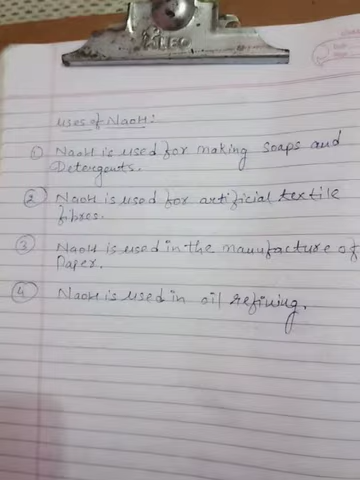 Uses of NaOH:
① NaOH is used for making soaps and
Detergents.
② NaOH is used for artificial textile
fibres.
③ NaOH is used in the manufacture of
Paper.
④ NaOH is used in oil refining.